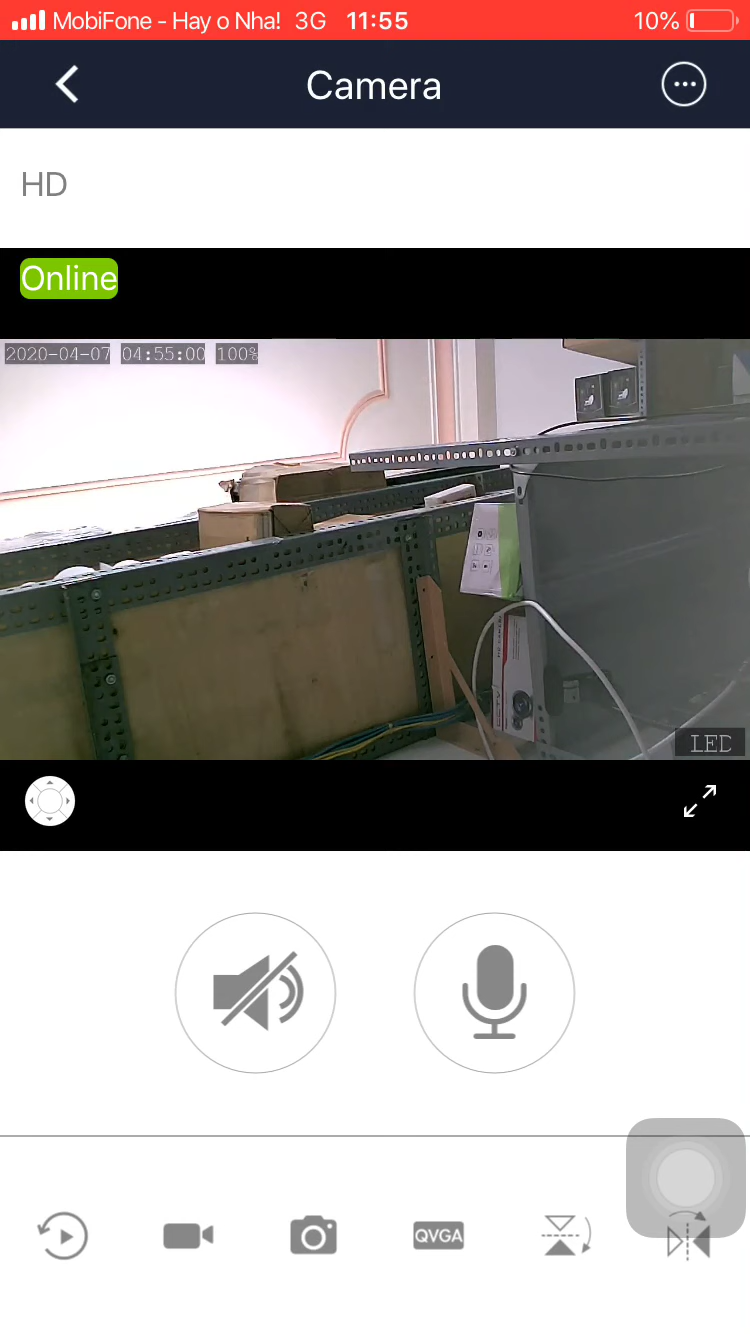 MobiFone - Hay o Nha! 3G 11:55 10%
Camera
HD
Online
2020-04-07 04:55:00 100%
LED
QVGA